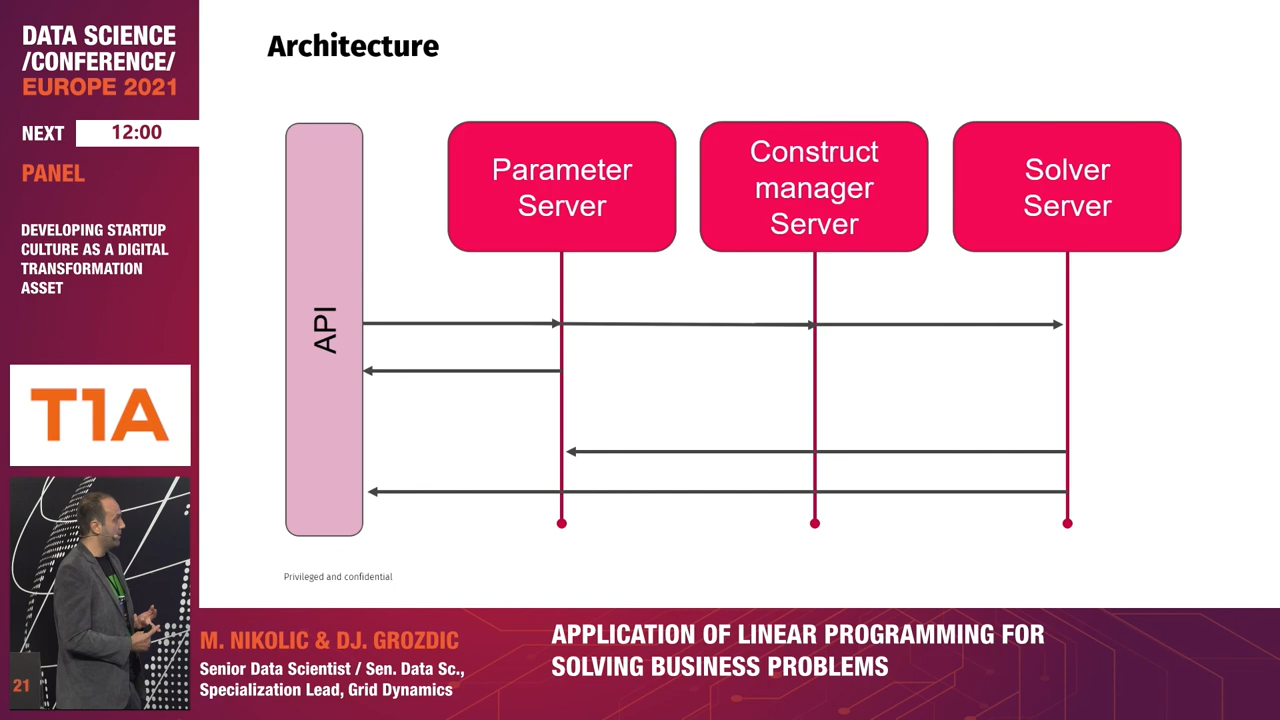 DATA SCIENCE
/CONFERENCE/
EUROPE 2021
NEXT 12:00
PANEL
DEVELOPING STARTUP
CULTURE AS A DIGITAL
TRANSFORMATION
ASSET
T1A
21
Architecture
API
Parameter
Server
Construct
manager
Server
Solver
Server
Privileged and confidential
M. NIKOLIC & DJ. GROZDIC
Senior Data Scientist / Sen. Data Sc.,
Specialization Lead, Grid Dynamics
APPLICATION OF LINEAR PROGRAMMING FOR
SOLVING BUSINESS PROBLEMS